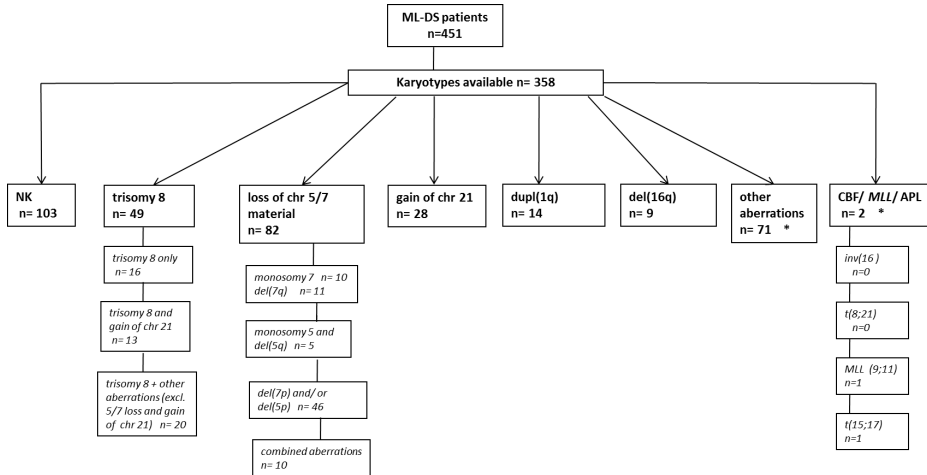 ML-DS patients
n=451
Karyotypes available n= 358
NK
n= 103
trisomy 8
n= 49
trisomy 8 only
n= 16
trisomy 8 and
gain of chr 21
n= 13
trisomy 8 + other
aberrations (excl.
5/7 loss and gain
of chr 21) n= 20
loss of chr 5/7
material
n= 82
monosomy 7 n= 10
del(7q) n= 11
monosomy 5 and
del(5q) n= 5
del(7p) and/ or
del(5p) n= 46
combined aberrations
n= 10
gain of chr 21
n= 28
dupl(1q)
n= 14
del(16q)
n= 9
other
aberrations
n= 71 *
CBF/ MLL/ APL
n= 2 *
inv(16 )
n=0
t(8;21)
n=0
MLL (9;11)
n=1
t(15;17)
n=1